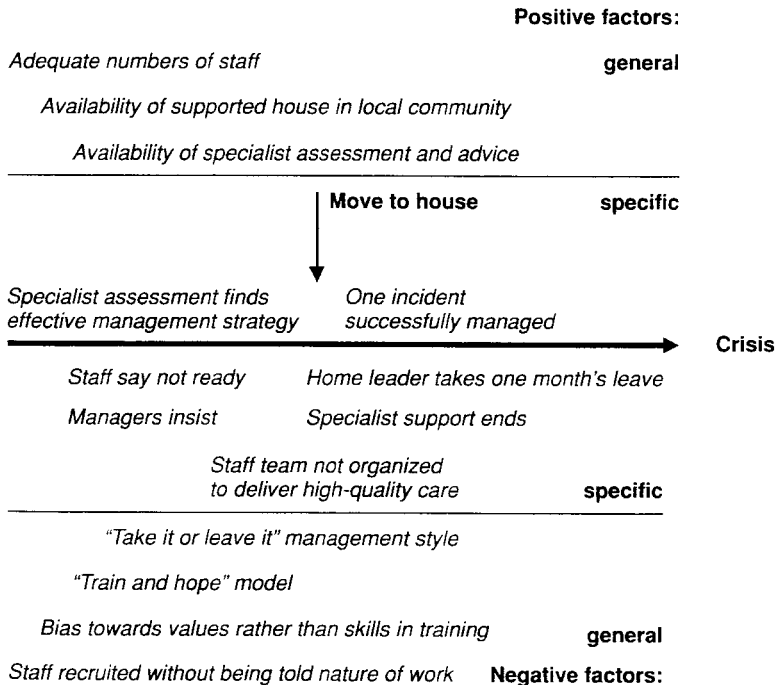 Positive factors:
Adequate numbers of staff general
Availability of supported house in local community
Availability of specialist assessment and advice
Move to house specific
Specialist assessment finds One incident
effective management strategy successfully managed
Crisis
Staff say not ready Home leader takes one month's leave
Managers insist Specialist support ends
Staff team not organized
to deliver high-quality care specific
"Take it or leave it" management style
"Train and hope" model
Bias towards values rather than skills in training general
Staff recruited without being told nature of work Negative factors: